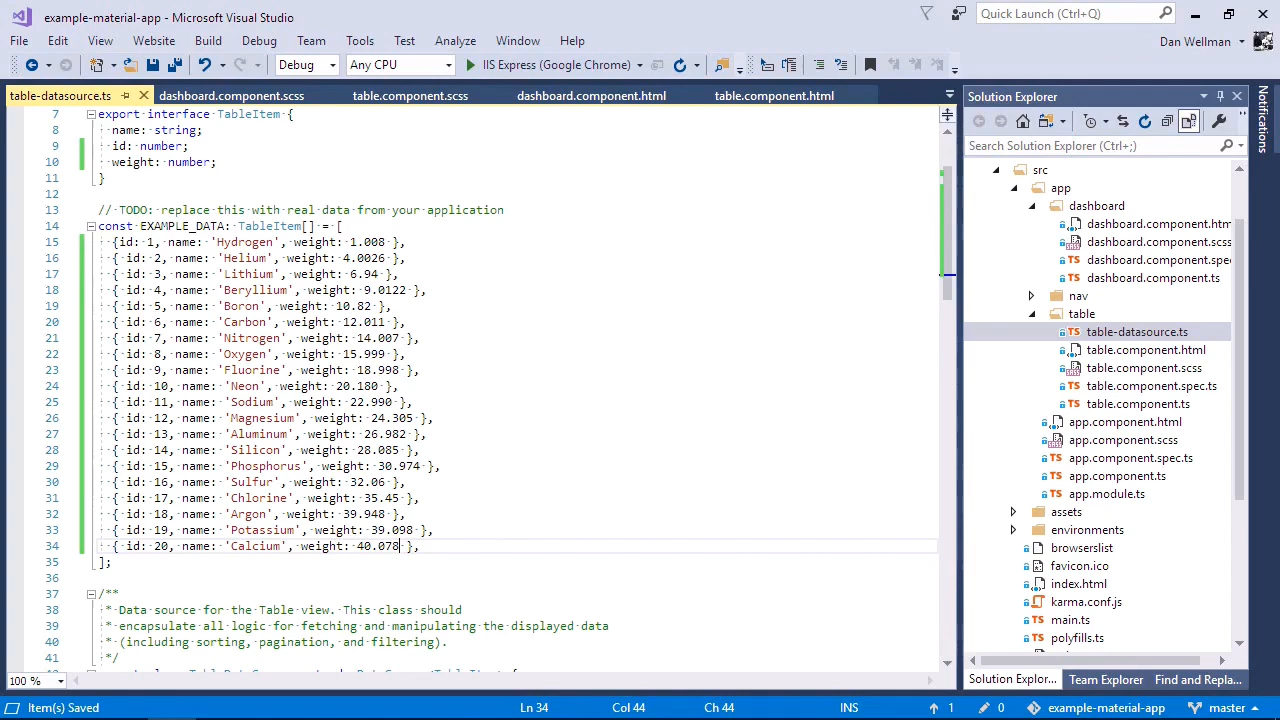 example-material-app - Microsoft Visual Studio
Quick Launch (Ctrl+Q)
File Edit View Website Build Debug Team Tools Test Analyze Window Help
Dan Wellman
Debug Any CPU IIS Express (Google Chrome)
table-datasource.ts dashboard.component.scss table.component.scss dashboard.component.html table.component.html
7 export interface TableItem {
8 name: string;
9 id: number;
10 weight: number;
11 }
12
13 // TODO: replace this with real data from your application
14 const EXAMPLE_DATA: TableItem[] = [
15 {id: 1, name: 'Hydrogen', weight: 1.008 },
16 { id: 2, name: 'Helium', weight: 4.0026 },
17 { id: 3, name: 'Lithium', weight: 6.94 },
18 { id: 4, name: 'Beryllium', weight: 9.0122 },
19 { id: 5, name: 'Boron', weight: 10.82 },
20 { id: 6, name: 'Carbon', weight: 12.011 },
21 { id: 7, name: 'Nitrogen', weight: 14.007 },
22 { id: 8, name: 'Oxygen', weight: 15.999 },
23 { id: 9, name: 'Fluorine', weight: 18.998 },
24 { id: 10, name: 'Neon', weight: 20.180 },
25 { id: 11, name: 'Sodium', weight: 22.990 },
26 { id: 12, name: 'Magnesium', weight: 24.305 },
27 { id: 13, name: 'Aluminum', weight: 26.982 },
28 { id: 14, name: 'Silicon', weight: 28.085 },
29 { id: 15, name: 'Phosphorus', weight: 30.974 },
30 { id: 16, name: 'Sulfur', weight: 32.06 },
31 { id: 17, name: 'Chlorine', weight: 35.45 },
32 { id: 18, name: 'Argon', weight: 39.948 },
33 { id: 19, name: 'Potassium', weight: 39.098 },
34 { id: 20, name: 'Calcium', weight: 40.078 },
35 ];
36
37 /**
38 * Data source for the Table view. This class should
39 * encapsulate all logic for fetching and manipulating the displayed data
40 * (including sorting, pagination, and filtering).
41 */
100 %
Solution Explorer
Search Solution Explorer (Ctrl+;)
src
app
dashboard
dashboard.component.htm
TS dashboard.component.scss
TS dashboard.component.spec
TS dashboard.component.ts
nav
table
TS table-datasource.ts
table.component.html
table.component.scss
TS table.component.spec.ts
TS table.component.ts
app.component.html
app.component.scss
TS app.component.spec.ts
TS app.component.ts
TS app.module.ts
assets
environments
browserslist
favicon.ico
index.html
karma.conf.js
TS main.ts
TS polyfills.ts
Solution Explor... Team Explorer Find and Repla...
Notifications
Item(s) Saved Ln 34 Col 44 Ch 44 INS 1 0 example-material-app master